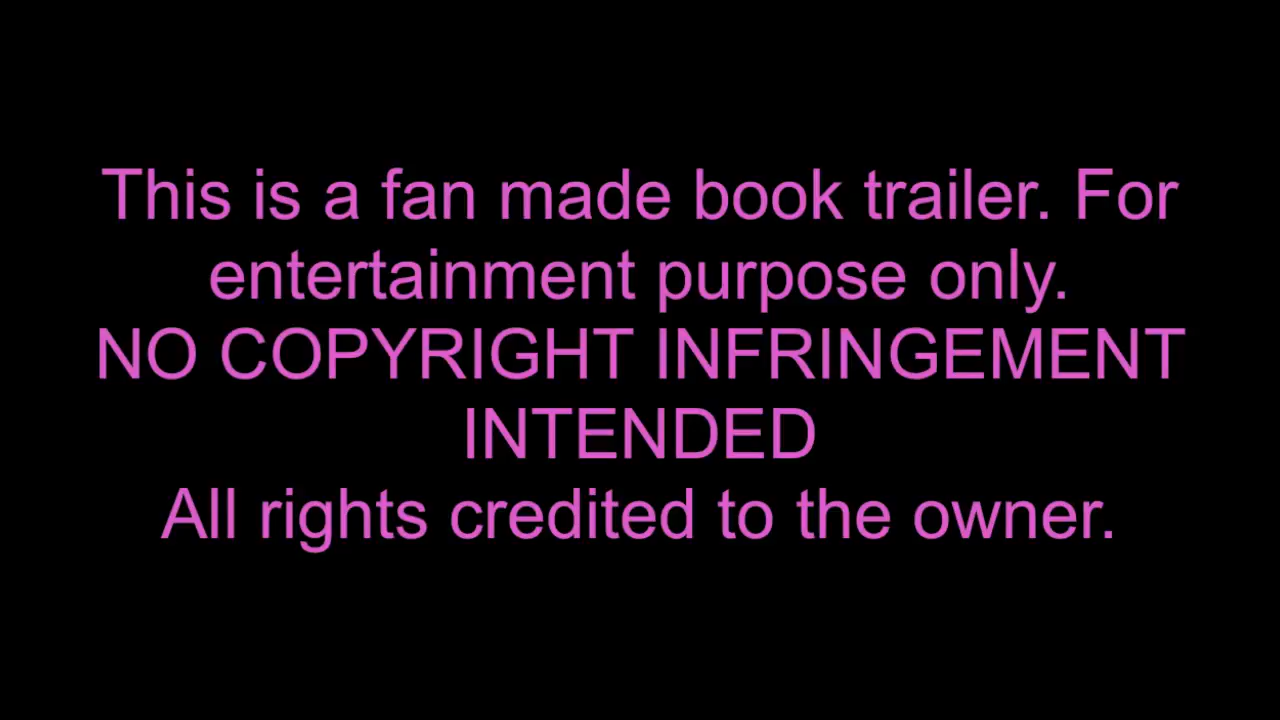 This is a fan made book trailer. For
entertainment purpose only.
NO COPYRIGHT INFRINGEMENT
INTENDED
All rights credited to the owner.